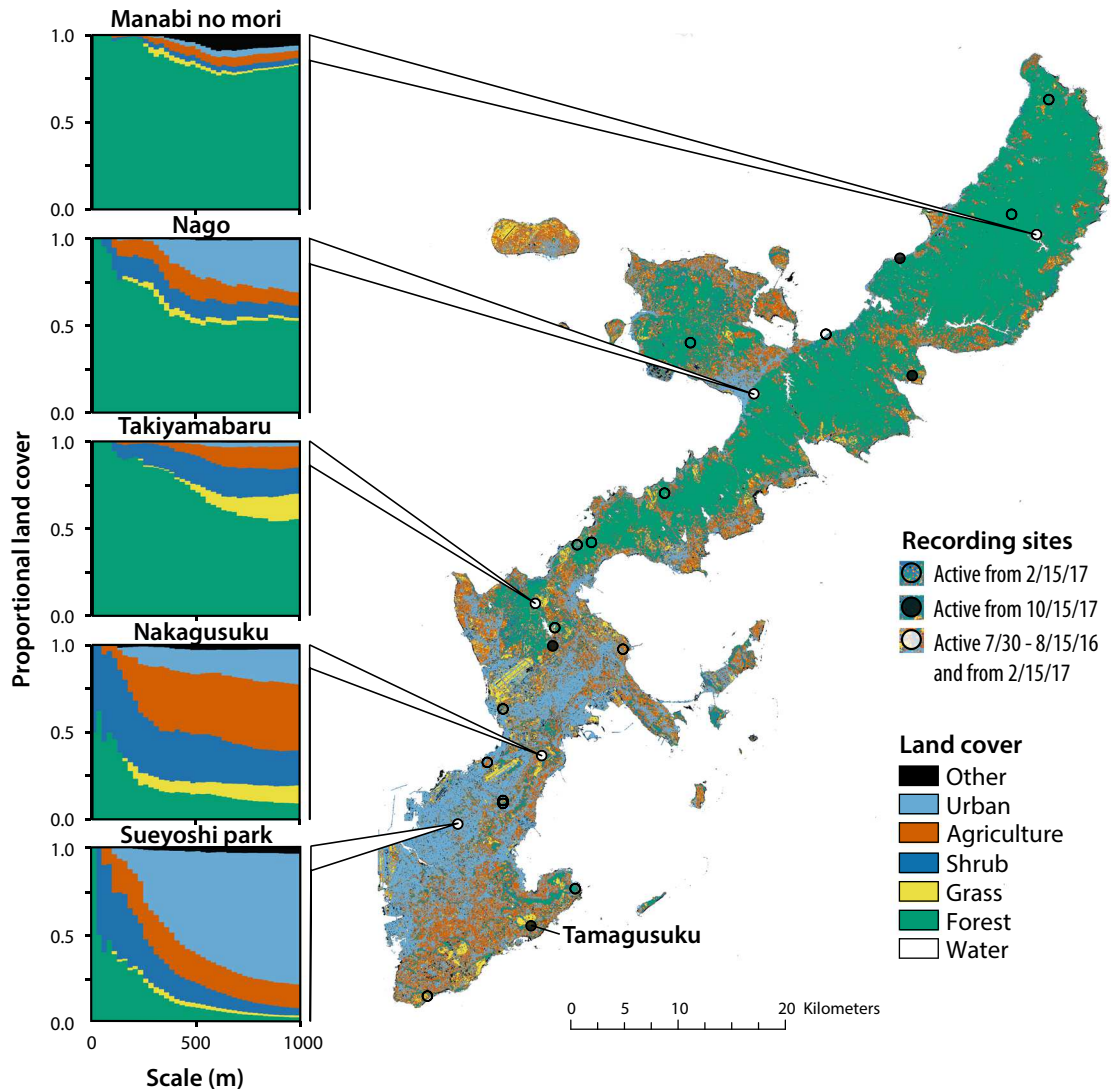 Manabi no mori
1.0
0.5
0.0
Nago
1.0
0.5
0.0
Takiyamabaru
1.0
0.5
0.0
Nakagusuku
1.0
0.5
0.0
Sueyoshi park
1.0
0.5
0.0
0 500 1000
Scale (m)
Proportional land cover
Recording sites
Active from 2/15/17
Active from 10/15/17
Active 7/30 - 8/15/16
and from 2/15/17
Land cover
Other
Urban
Agriculture
Shrub
Grass
Forest
Water
Tamagusuku
0 5 10 20 Kilometers